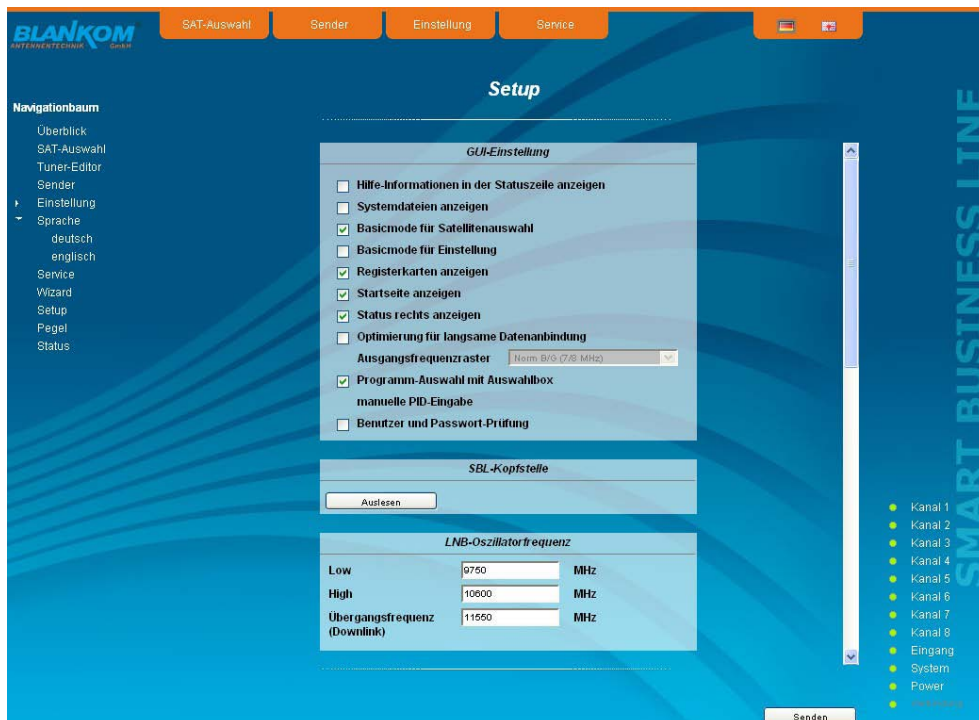 BLANKOM
ANTENNENTECHNIK GmbH
SAT-Auswahl
Sender
Einstellung
Service
Setup
Navigationbaum
Überblick
SAT-Auswahl
Tuner-Editor
Sender
Einstellung
Sprache
deutsch
englisch
Service
Wizard
Setup
Pegel
Status
GUI-Einstellung
Hilfe-Informationen in der Statuszeile anzeigen
Systemdateien anzeigen
Basicmode für Satellitenauswahl
Basicmode für Einstellung
Registerkarten anzeigen
Startseite anzeigen
Status rechts anzeigen
Optimierung für langsame Datenanbindung
Ausgangsfrequenzraster Norm B/G (7/8 MHz)
Programm-Auswahl mit Auswahlbox
manuelle PID-Eingabe
Benutzer und Passwort-Prüfung
SBL-Kopfstelle
Auslesen
LNB-Oszillatorfrequenz
Low 9750 MHz
High 10600 MHz
Übergangsfrequenz 11550 MHz
(Downlink)
SMART BUSINESS LINE
Kanal 1
Kanal 2
Kanal 3
Kanal 4
Kanal 5
Kanal 6
Kanal 7
Kanal 8
Eingang
System
Power
Senden